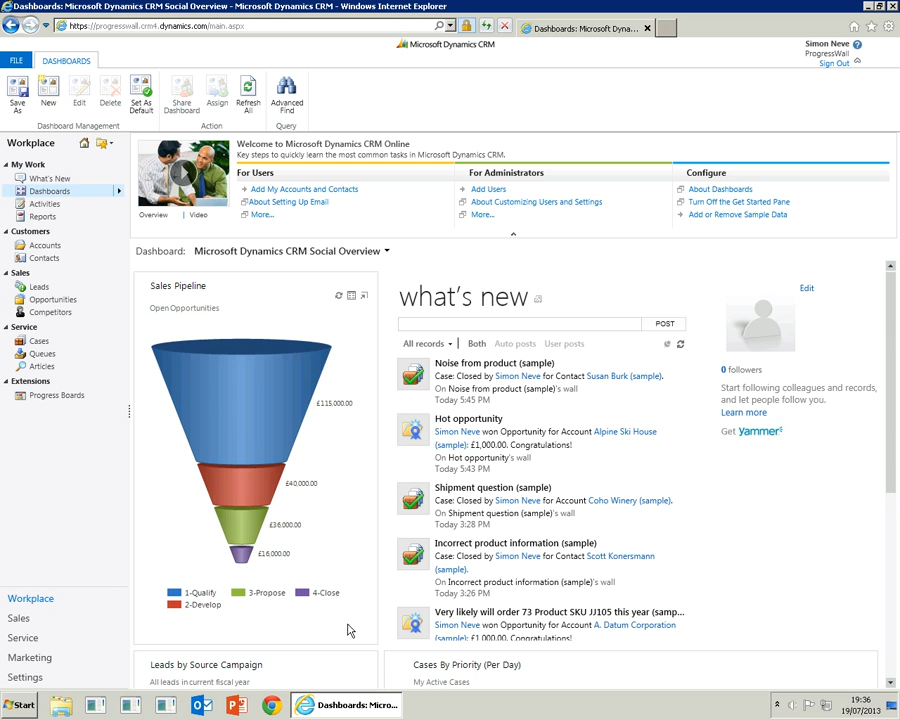 Dashboards: Microsoft Dynamics CRM Social Overview - Microsoft Dynamics CRM - Windows Internet Explorer
https://progresswall.crm4.dynamics.com/main.aspx
Dashboards: Microsoft Dyna...
Microsoft Dynamics CRM
Simon Neve
ProgressWall
Sign Out
FILE
DASHBOARDS
Save As
New
Edit
Delete
Set As Default
Share Dashboard
Assign
Refresh All
Advanced Find
Dashboard Management
Action
Query
Workplace
My Work
What's New
Dashboards
Activities
Reports
Customers
Accounts
Contacts
Sales
Leads
Opportunities
Competitors
Service
Cases
Queues
Articles
Extensions
Progress Boards
Workplace
Sales
Service
Marketing
Settings
Overview | Video
Welcome to Microsoft Dynamics CRM Online
Key steps to quickly learn the most common tasks in Microsoft Dynamics CRM.
For Users
Add My Accounts and Contacts
About Setting Up Email
More...
For Administrators
Add Users
About Customizing Users and Settings
More...
Configure
About Dashboards
Turn Off the Get Started Pane
Add or Remove Sample Data
Dashboard: Microsoft Dynamics CRM Social Overview
Sales Pipeline
Open Opportunities
£115,000.00
£40,000.00
£36,000.00
£16,000.00
1-Qualify
3-Propose
4-Close
2-Develop
what's new
POST
All records
Both
Auto posts
User posts
Noise from product (sample)
Case: Closed by Simon Neve for Contact Susan Burk (sample).
On Noise from product (sample)'s wall
Today 5:45 PM
Hot opportunity
Simon Neve won Opportunity for Account Alpine Ski House
(sample): £1,000.00. Congratulations!
On Hot opportunity's wall
Today 5:43 PM
Shipment question (sample)
Case: Closed by Simon Neve for Account Coho Winery (sample).
On Shipment question (sample)'s wall
Today 3:28 PM
Incorrect product information (sample)
Case: Closed by Simon Neve for Contact Scott Konersmann
(sample).
On Incorrect product information (sample)'s wall
Today 3:26 PM
Very likely will order 73 Product SKU JJ105 this year (samp...
Simon Neve won Opportunity for Account A. Datum Corporation
(sample): £1,000.00. Congratulations!
Edit
0 followers
Start following colleagues and records,
and let people follow you.
Learn more
Get yammer
Leads by Source Campaign
All leads in current fiscal year
Cases By Priority (Per Day)
My Active Cases
Start
Dashboards: Micro...
19:36
19/07/2013